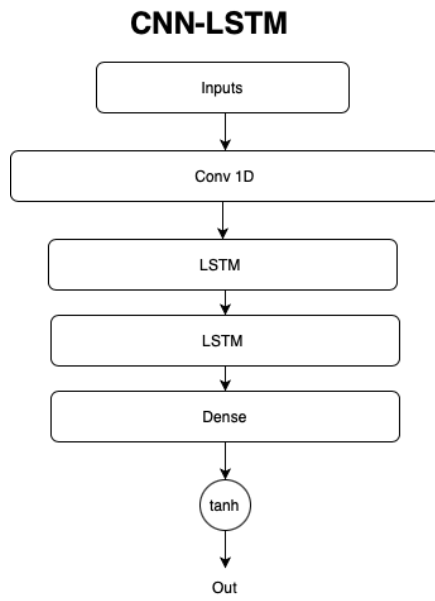 CNN-LSTM
Inputs
Conv 1D
LSTM
LSTM
Dense
tanh
Out